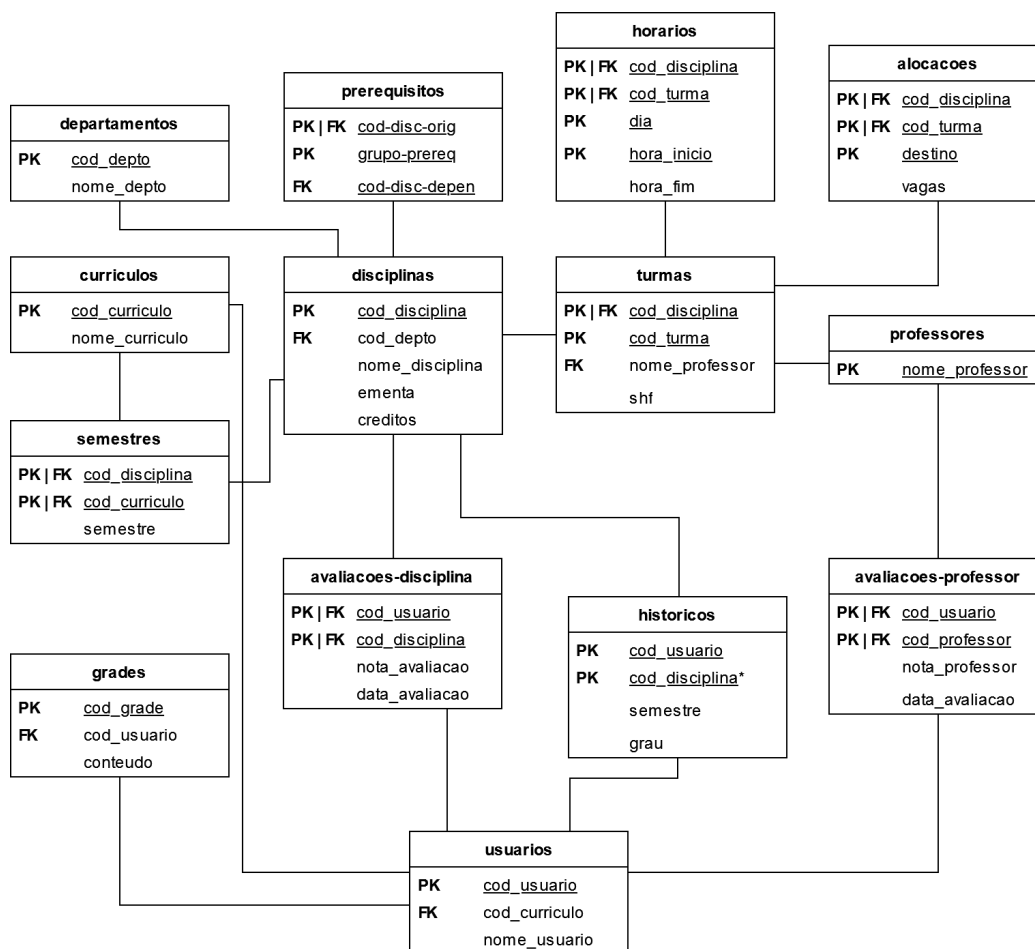 horarios
PK | FK cod_disciplina
PK | FK cod_turma
PK dia
PK hora_inicio
hora_fim
alocacoes
PK | FK cod_disciplina
PK | FK cod_turma
PK destino
vagas
prerequisitos
PK | FK cod-disc-orig
PK grupo-prereq
FK cod-disc-depen
departamentos
PK cod_depto
nome_depto
curriculos
PK cod_curriculo
nome_curriculo
disciplinas
PK cod_disciplina
FK cod_depto
nome_disciplina
ementa
creditos
turmas
PK | FK cod_disciplina
PK cod_turma
FK nome_professor
shf
professores
PK nome_professor
semestres
PK | FK cod_disciplina
PK | FK cod_curriculo
semestre
avaliacoes-disciplina
PK | FK cod_usuario
PK | FK cod_disciplina
nota_avaliacao
data_avaliacao
históricos
PK cod_usuario
PK cod_disciplina*
semestre
grau
avaliacoes-professor
PK | FK cod_usuario
PK | FK cod_professor
nota_professor
data_avaliacao
grades
PK cod_grade
FK cod_usuario
conteudo
usuarios
PK cod_usuario
FK cod_curriculo
nome_usuario